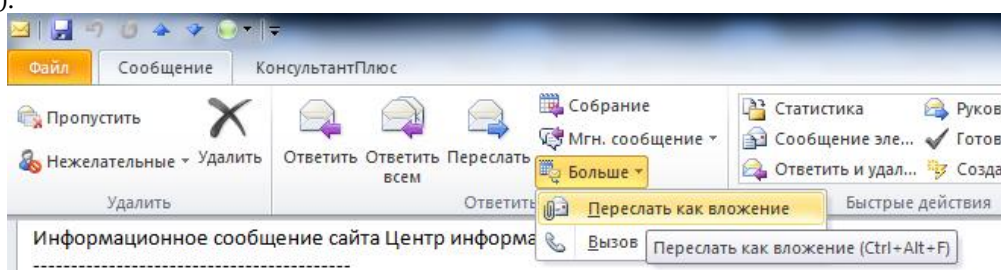 ).
Файл Сообщение КонсультантПлюс
Пропустить
Нежелательные
Удалить
Удалить
Ответить
Ответить всем
Переслать
Собрание
Мгн. сообщение
Больше
Ответить
Статистика
Сообщение эле...
Ответить и удал...
Руков
Готов
Созда
Быстрые действия
Переслать как вложение
Вызов
Переслать как вложение (Ctrl+Alt+F)
Информационное сообщение сайта Центр информа
-----------------------------------------